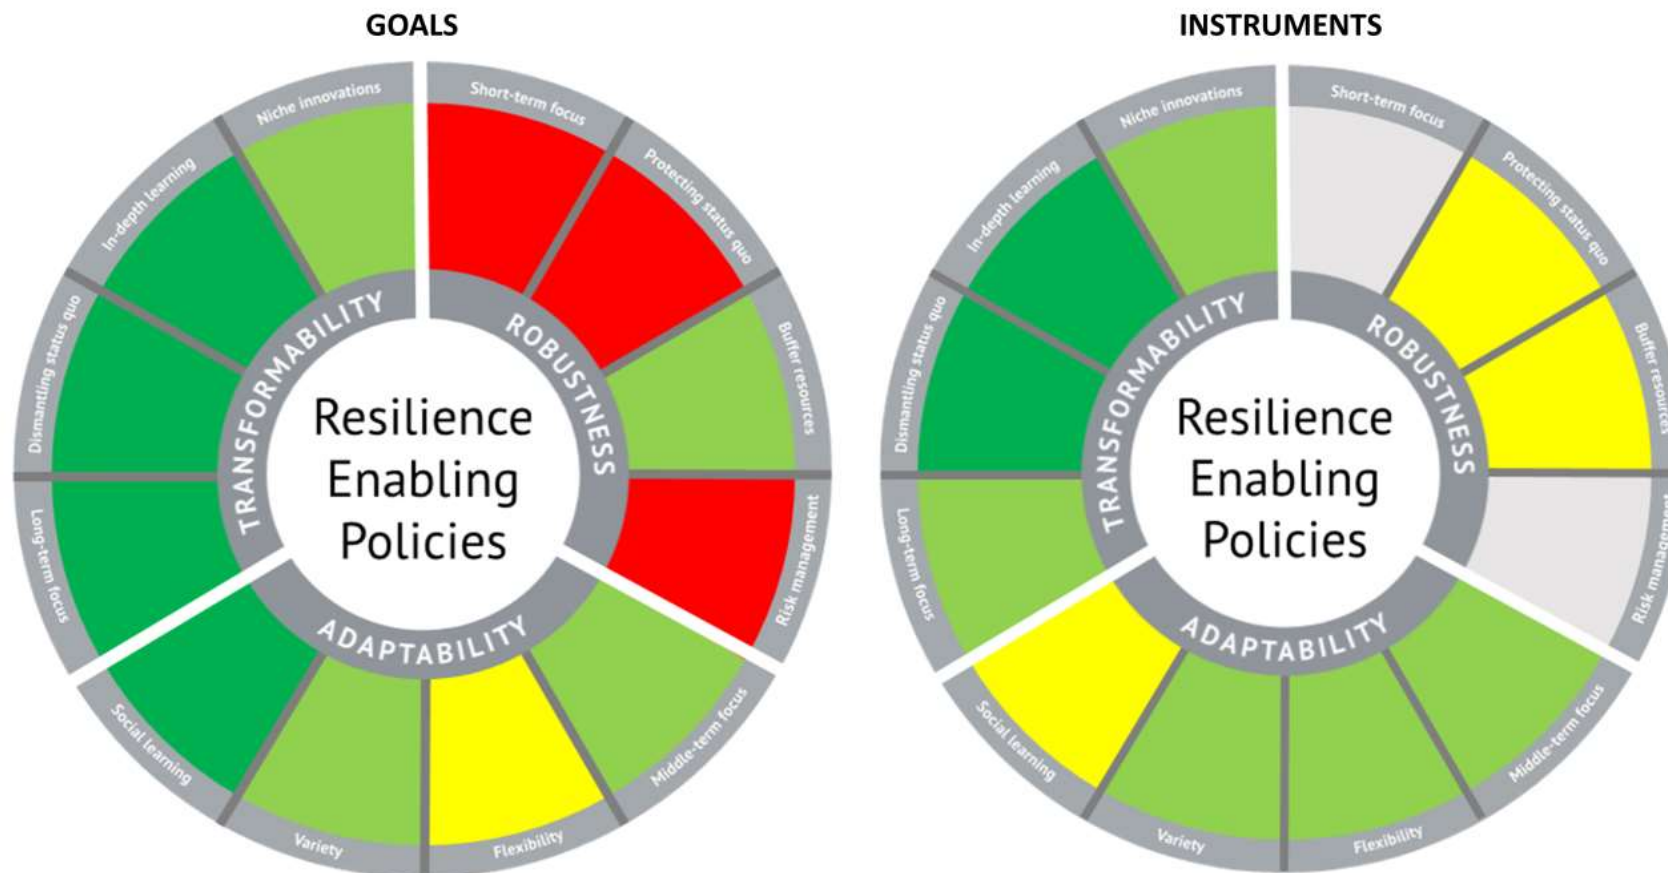 GOALS
Short-term focus
Protecting status quo
Buffer resources
Risk management
Middle-term focus
Flexibility
Variety
Social learning
Long-term focus
Dismantling status quo
In-depth learning
Niche innovations
ROBUSTNESS
ADAPTABILITY
TRANSFORMABILITY
Resilience
Enabling
Policies
INSTRUMENTS
Short-term focus
Protecting status quo
Buffer resources
Risk management
Middle-term focus
Flexibility
Variety
Social learning
Long-term focus
Dismantling status quo
In-depth learning
Niche innovations
ROBUSTNESS
ADAPTABILITY
TRANSFORMABILITY
Resilience
Enabling
Policies